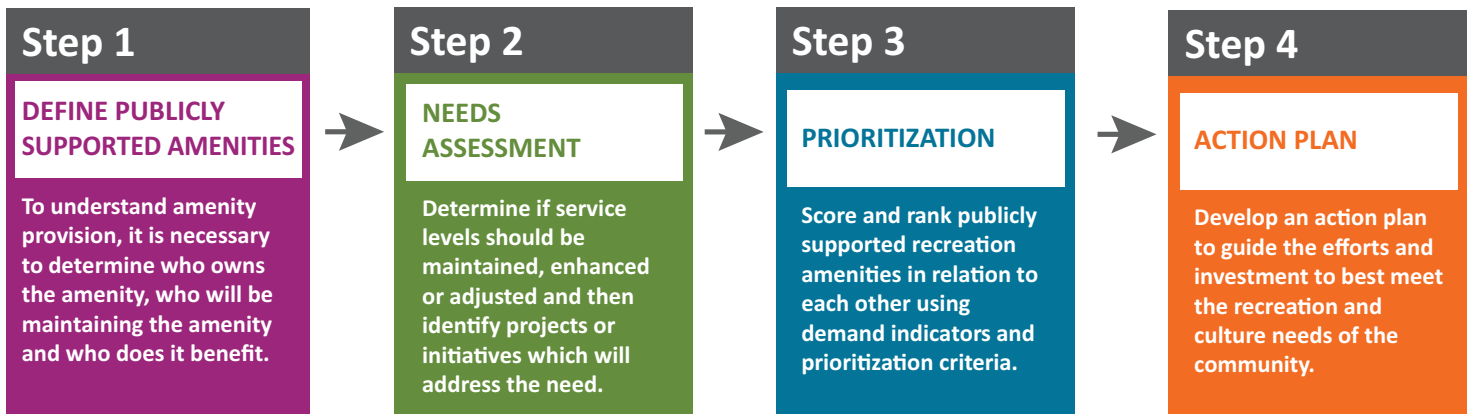 Step 1
DEFINE PUBLICLY
SUPPORTED AMENITIES
To understand amenity
provision, it is necessary
to determine who owns
the amenity, who will be
maintaining the amenity
and who does it benefit.
Step 2
NEEDS
ASSESSMENT
Determine if service
levels should be
maintained, enhanced
or adjusted and then
identify projects or
initiatives which will
address the need.
Step 3
PRIORITIZATION
Score and rank publicly
supported recreation
amenities in relation to
each other using
demand indicators and
prioritization criteria.
Step 4
ACTION PLAN
Develop an action plan
to guide the efforts and
investment to best meet
the recreation and
culture needs of the
community.